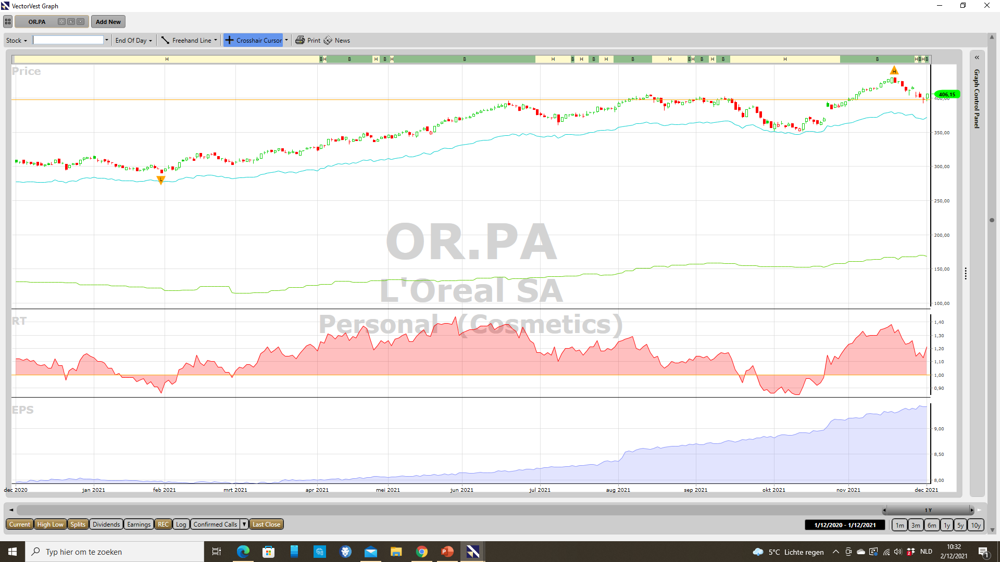 VectorVest Graph
OR.PA Add New
Stock End Of Day Freehand Line Crosshair Cursor Print News
H B H B H B H B H B H B H B H B H B H B H B H B H B
Price
H
406,15
400,00
350,00
L
300,00
250,00
OR.PA
200,00
150,00
L'Oreal SA
100,00
Personal (Cosmetics)
RT
1,40
1,30
1,20
1,10
1,00
0,90
EPS
9,00
8,50
8,00
dec 2020 jan 2021 feb 2021 mrt 2021 apr 2021 mei 2021 jun 2021 jul 2021 aug 2021 sep 2021 okt 2021 nov 2021 dec 2021
« Graph Control Panel
1 Y
Current High Low Splits Dividends Earnings REC Log Confirmed Calls Last Close 1/12/2020 - 1/12/2021 1m 3m 6m 1y 5y 10y
Typ hier om te zoeken 5°C Lichte regen NLD 10:32
2/12/2021 1